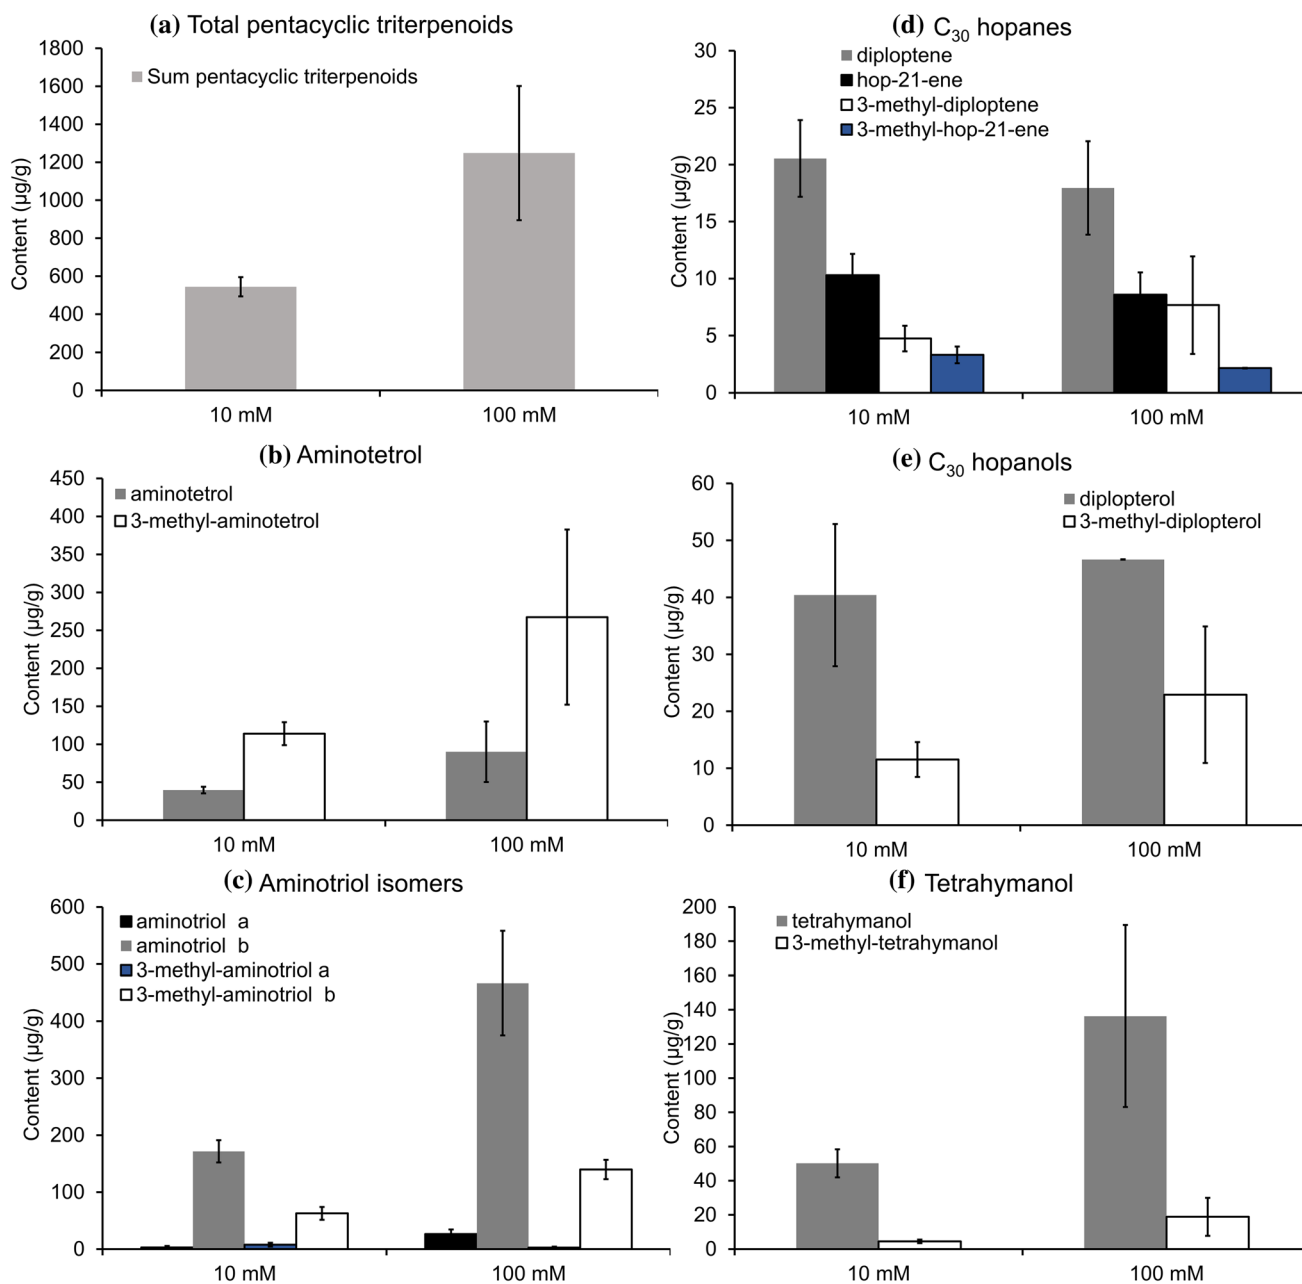 (a) Total pentacyclic triterpenoids
1800
1600
1400
1200
1000
800
600
400
200
0
Content (µg/g)
Sum pentacyclic triterpenoids
10 mM
100 mM
(b) Aminotetrol
450
400
350
300
250
200
150
100
50
0
Content (µg/g)
aminotetrol
3-methyl-aminotetrol
10 mM
100 mM
(c) Aminotriol isomers
600
500
400
300
200
100
0
Content (µg/g)
aminotriol a
aminotriol b
3-methyl-aminotriol a
3-methyl-aminotriol b
10 mM
100 mM
(d) C30 hopanes
30
25
20
15
10
5
0
Content (µg/g)
diploptene
hop-21-ene
3-methyl-diploptene
3-methyl-hop-21-ene
10 mM
100 mM
(e) C30 hopanols
60
50
40
30
20
10
0
Content (µg/g)
diplopterol
3-methyl-diplopterol
10 mM
100 mM
(f) Tetrahymanol
200
180
160
140
120
100
80
60
40
20
0
Content (µg/g)
tetrahymanol
3-methyl-tetrahymanol
10 mM
100 mM